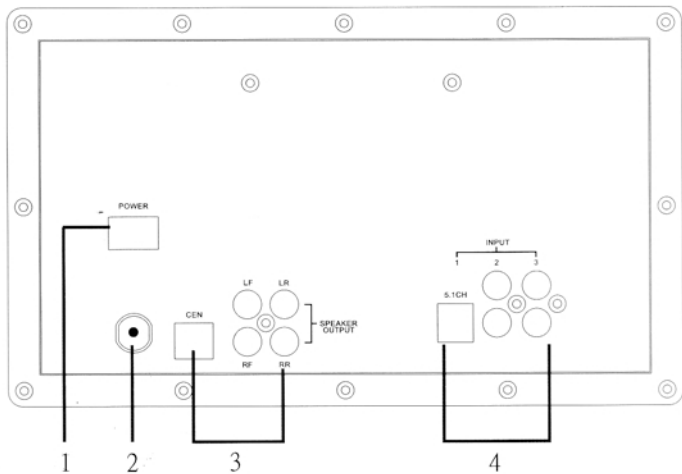 POWER
INPUT
1 2 3
LF LR
5.1CH
CEN
SPEAKER
OUTPUT
RF RR
1 2 3 4